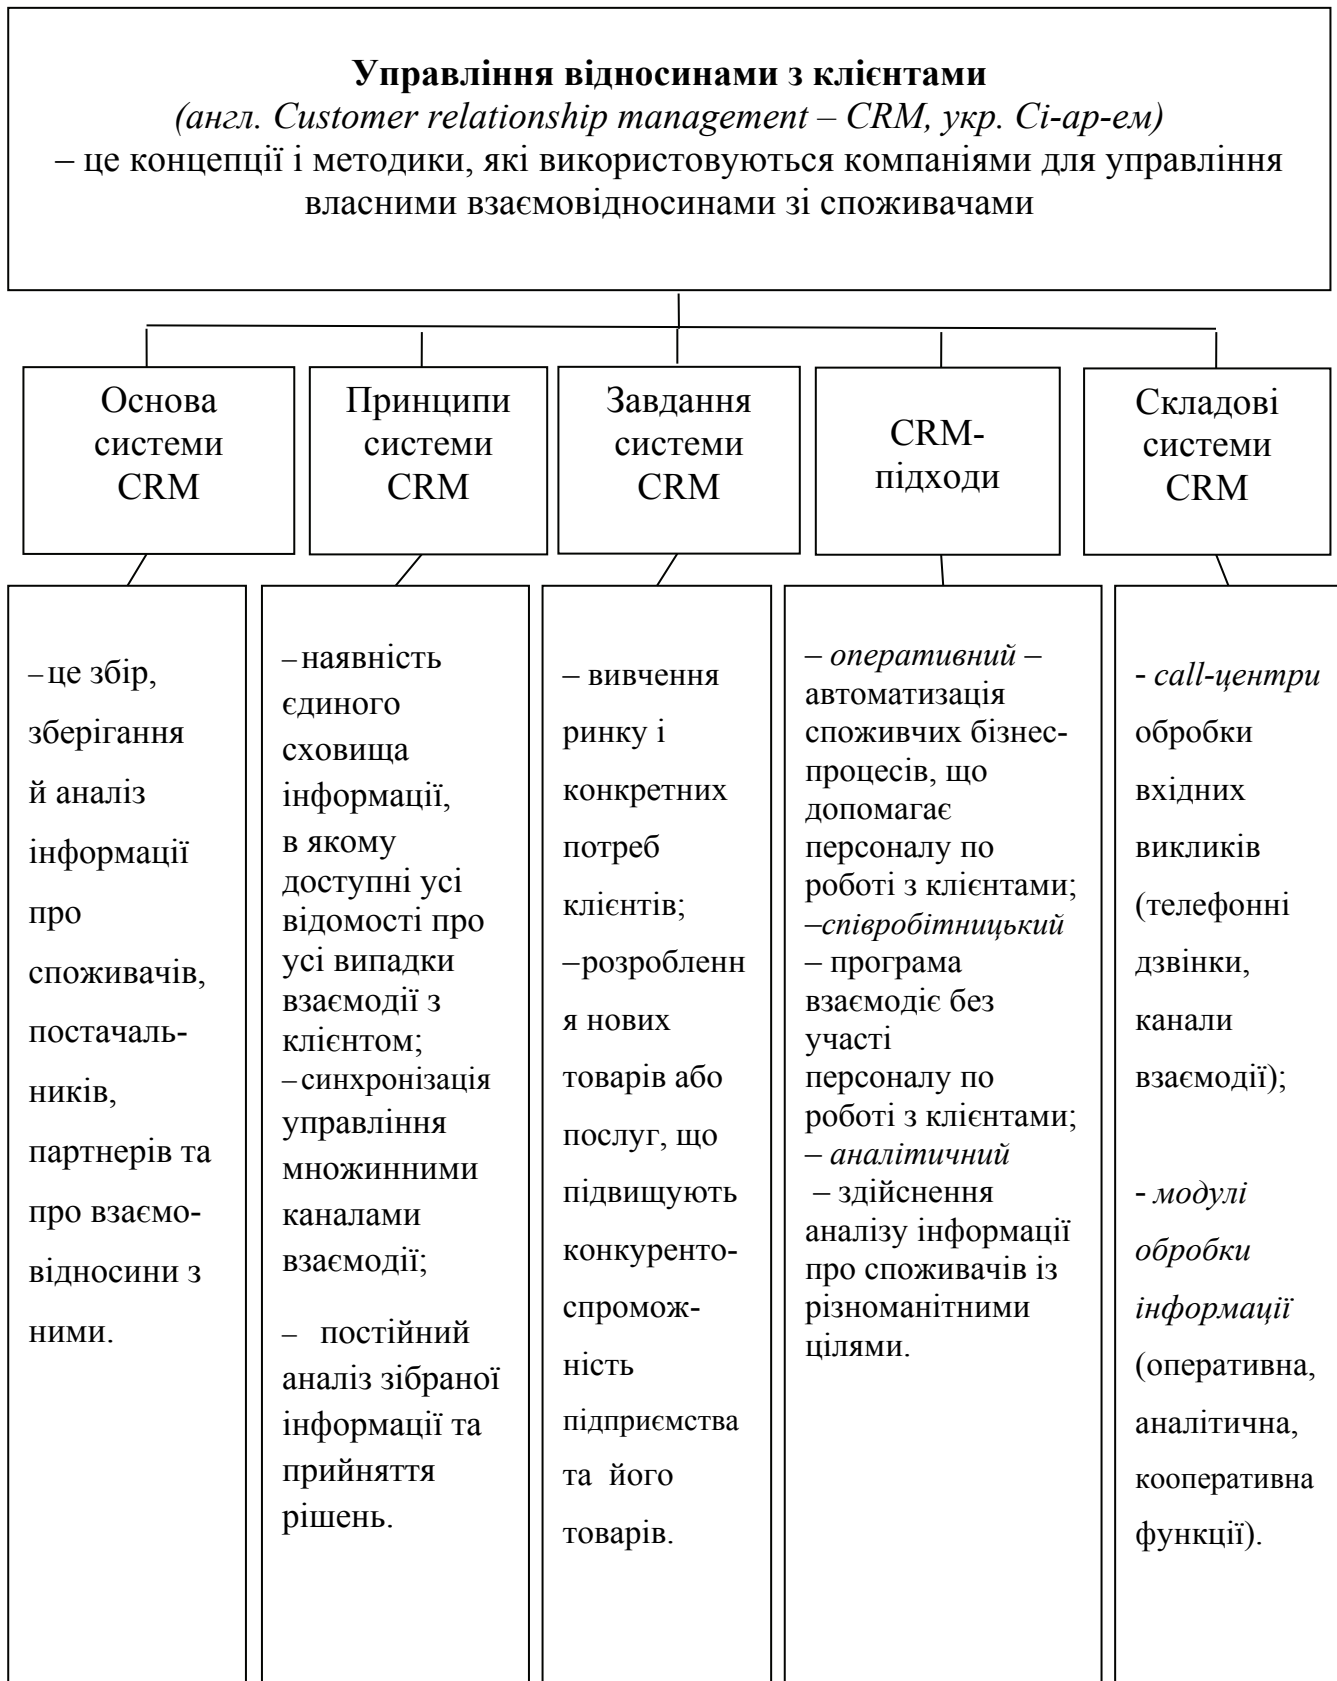 Управління відносинами з клієнтами
(англ. Customer relationship management – CRM, укр. Сі-ар-ем)
– це концепції і методики, які використовуються компаніями для управління
власними взаємовідносинами зі споживачами
Основа
системи
CRM
Принципи
системи
CRM
Завдання
системи
CRM
CRM-
підходи
Складові
системи
CRM
– це збір,
зберігання
й аналіз
інформації
про
споживачів,
постачаль-
ників,
партнерів та
про взаємо-
відносини з
ними.
– наявність
єдиного
сховища
інформації,
в якому
доступні усі
відомості про
усі випадки
взаємодії з
клієнтом;
– синхронізація
управління
множинними
каналами
взаємодії;
– постійний
аналіз зібраної
інформації та
прийняття
рішень.
– вивчення
ринку і
конкретних
потреб
клієнтів;
–розробленн
я нових
товарів або
послуг, що
підвищують
конкуренто-
спромож-
ність
підприємства
та його
товарів.
– оперативний –
автоматизація
споживчих бізнес-
процесів, що
допомагає
персоналу по
роботі з клієнтами;
–співробітницький
– програма
взаємодіє без
участі
персоналу по
роботі з клієнтами;
– аналітичний
– здійснення
аналізу інформації
про споживачів із
різноманітними
цілями.
- call-центри
обробки
вхідних
викликів
(телефонні
дзвінки,
канали
взаємодії);
- модулі
обробки
інформації
(оперативна,
аналітична,
кооперативна
функції).